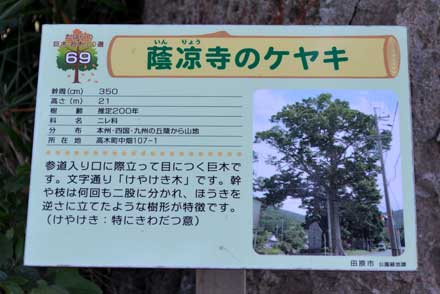 69
いん りょう
蔭涼寺のケヤキ
幹周(cm) 350
高さ(m) 21
樹 齢 推定200年
科 名 ニレ科
分 布 本州・四国・九州の丘陵から山地
所 在 地 高木町中畑107-1
参道入り口に際立って目につく巨木で
す。文字通り「けやけき木」です。幹
や枝は何回も二股に分かれ、ほうきを
逆さに立てたような樹形が特徴です。
(けやけき:特にきわだつ意)
田原市 公園緑地課